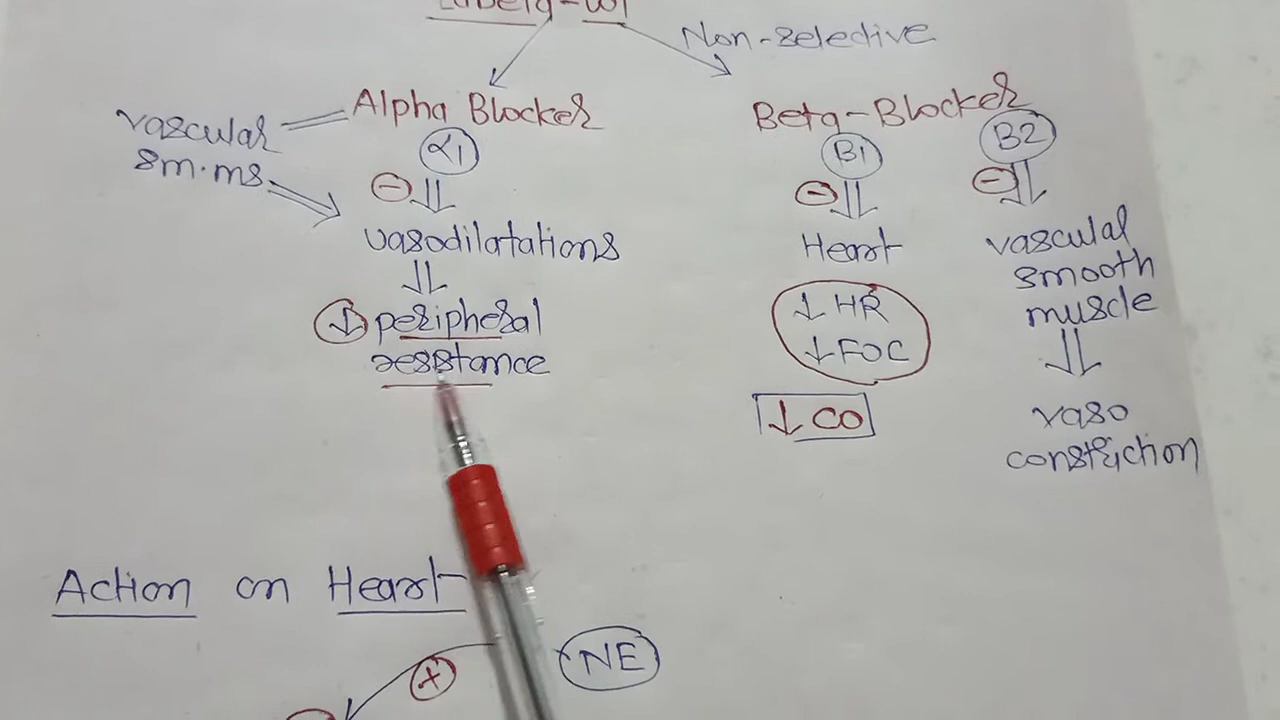 Non-selective
Alpha Blocker
α1
vascular
sm.ms
-
vasodilatations
↓ peripheral
resistance
Beta-Blocker
B1
B2
-
-
Heart
↓ HR
↓ FOC
↓ CO
vascular
smooth
muscle
vaso
constriction
Action on Heart
+
NE